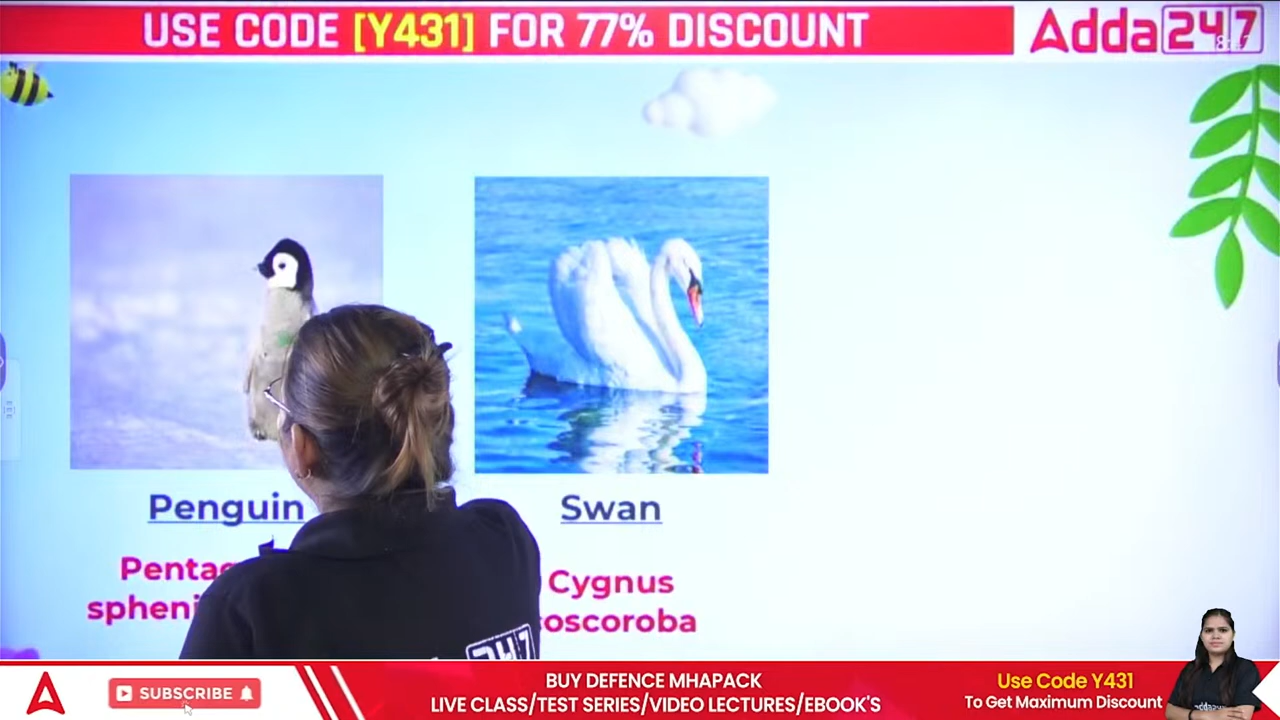 USE CODE [Y431] FOR 77% DISCOUNT
Adda247
Penguin
Swan
Cygnus
coscoroba
SUBSCRIBE
BUY DEFENCE MHAPACK
LIVE CLASS/TEST SERIES/VIDEO LECTURES/EBOOK'S
Use Code Y431
To Get Maximum Discount